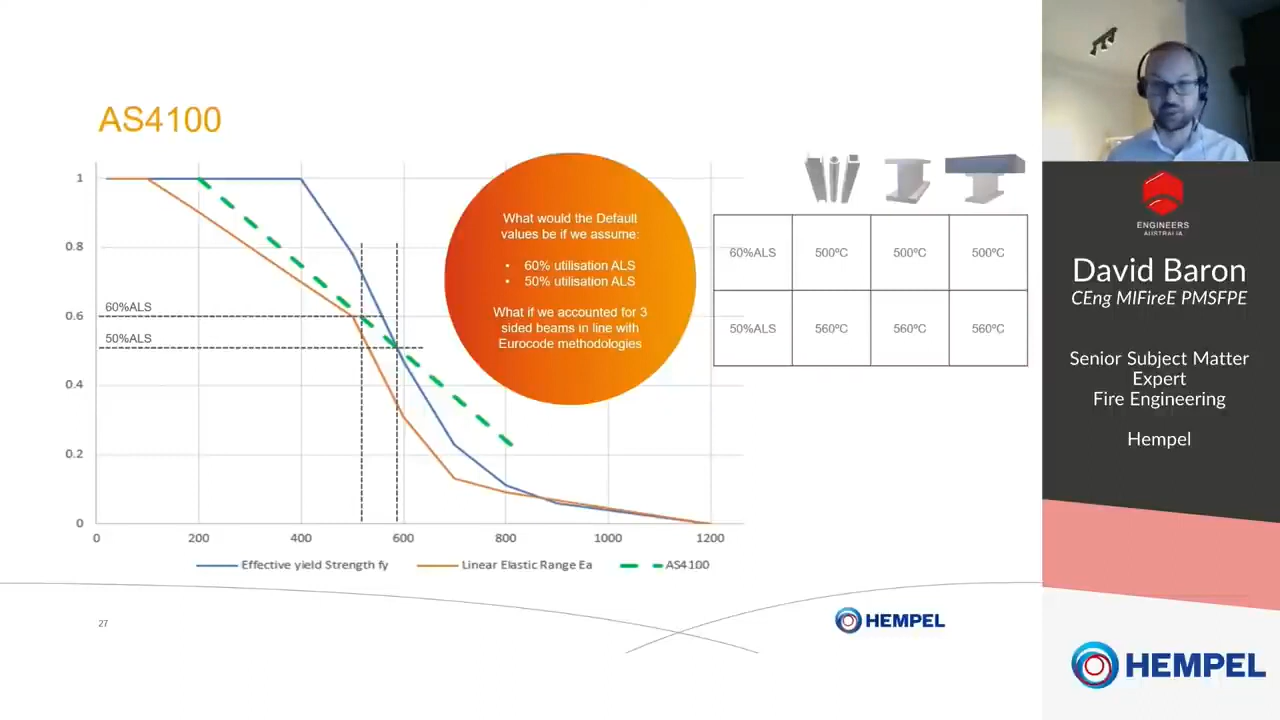 AS4100
1
0.8
0.6
0.4
0.2
0
60%ALS
50%ALS
0 200 400 600 800 1000 1200
Effective yield Strength fy Linear Elastic Range Ea AS4100
What would the Default
values be if we assume:
• 60% utilisation ALS
• 50% utilisation ALS
What if we accounted for 3
sided beams in line with
Eurocode methodologies
60%ALS 500ºC 500ºC 500ºC
50%ALS 560ºC 560ºC 560ºC
27
HEMPEL
ENGINEERS
AUSTRALIA
David Baron
CEng MIFireE PMSFPE
Senior Subject Matter
Expert
Fire Engineering
Hempel
HEMPEL